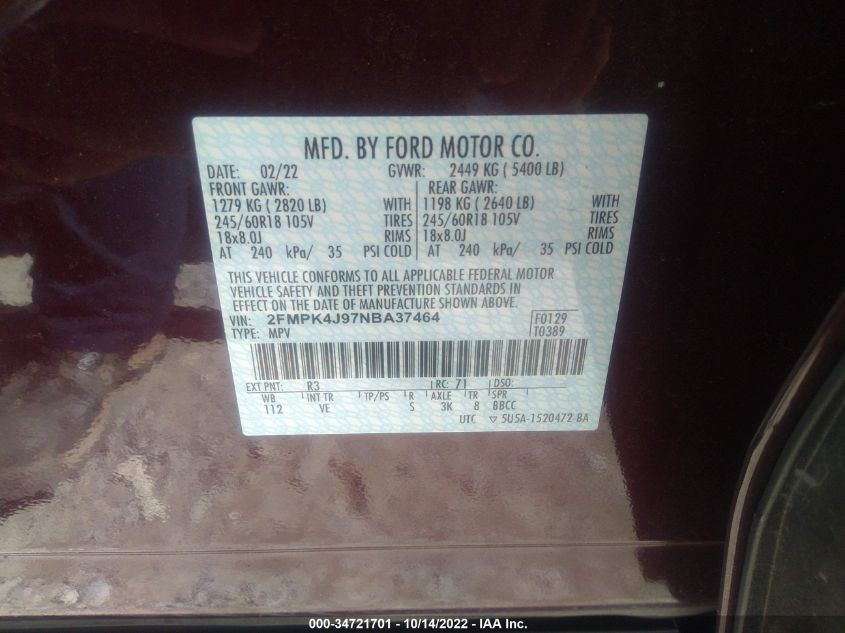 MFD. BY FORD MOTOR CO.
DATE: 02/22 GVWR: 2449 KG ( 5400 LB)
FRONT GAWR: REAR GAWR:
1279 KG ( 2820 LB) WITH 1198 KG ( 2640 LB) WITH
245/60R18 105V TIRES 245/60R18 105V TIRES
18x8.0J RIMS 18x8.0J RIMS
AT 240 kPa/ 35 PSI COLD AT 240 kPa/ 35 PSI COLD
THIS VEHICLE CONFORMS TO ALL APPLICABLE FEDERAL MOTOR
VEHICLE SAFETY AND THEFT PREVENTION STANDARDS IN
EFFECT ON THE DATE OF MANUFACTURE SHOWN ABOVE.
VIN: 2FMPK4J97NBA37464 F0129
TYPE: MPV T0389
EXT PNT: R3 RC: 71 DSO:
WB INT TR TP/PS R AXLE TR SPR
112 VE S 3K 8 BBCC
UTC ▽ 5U5A-1520472-BA
000-34721701 - 10/14/2022 - IAA Inc.